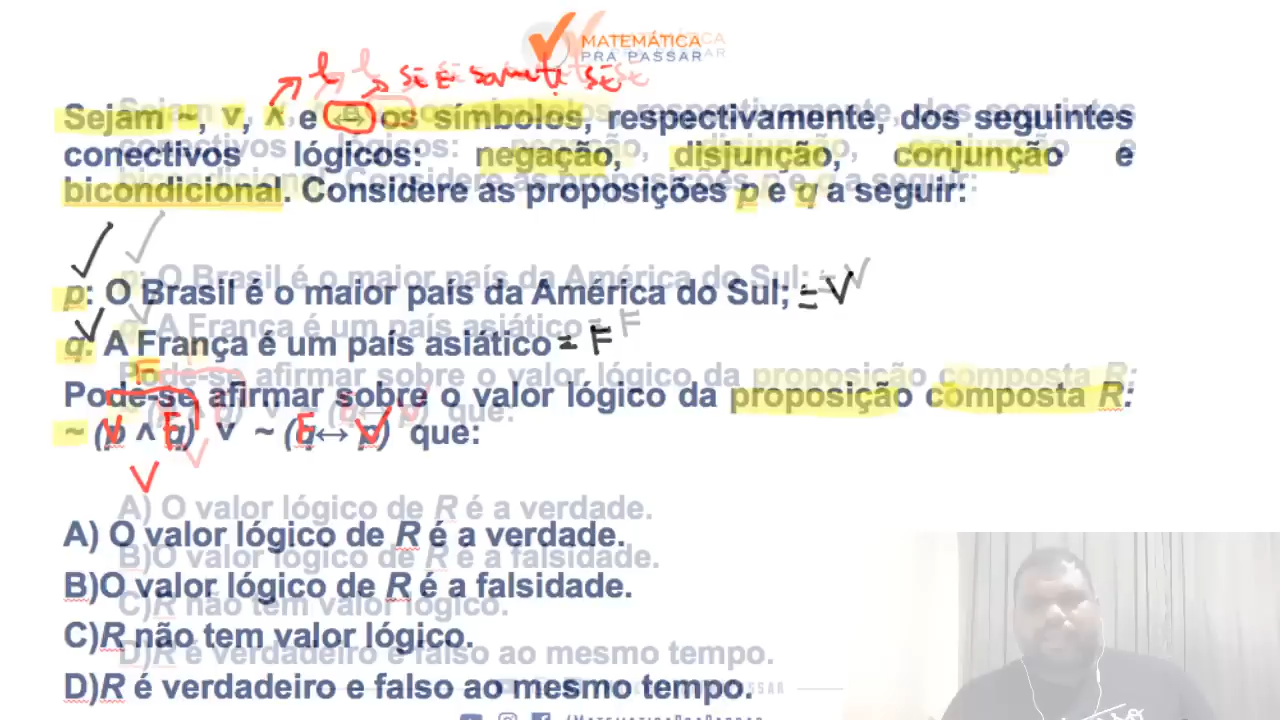 MATEMÁTICA
PRA PASSAR
e se e somente se
Sejam ~, v, ʌ, e ↔ os símbolos, respectivamente, dos seguintes
conectivos lógicos: negação, disjunção, conjunção e
bicondicional. Considere as proposições p e q a seguir:
p: O Brasil é o maior país da América do Sul; = V
q: A França é um país asiático = F
F
Pode-se afirmar sobre o valor lógico da proposição composta R:
V F F V
~ (p ʌ q) v ~ (q ↔ p) que:
V
A) O valor lógico de R é a verdade.
B)O valor lógico de R é a falsidade.
C)R não tem valor lógico.
D)R é verdadeiro e falso ao mesmo tempo.